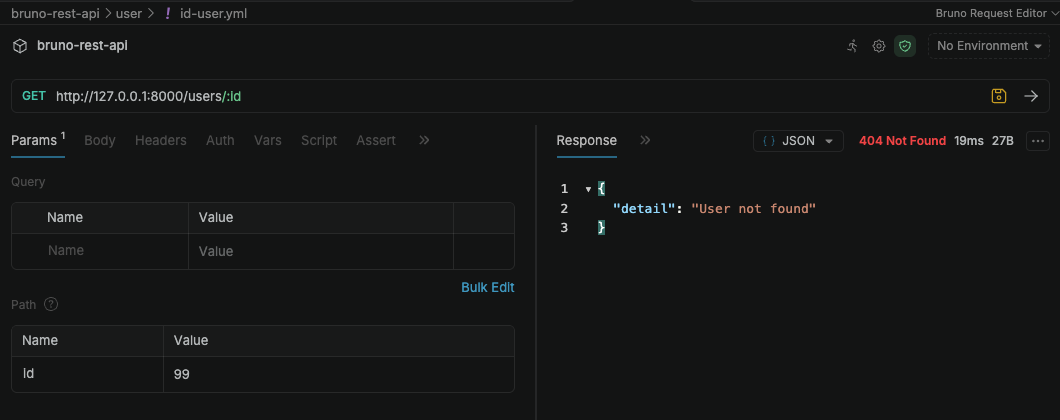 bruno-rest-api > user > ! id-user.yml
Bruno Request Editor
bruno-rest-api
No Environment
GET http://127.0.0.1:8000/users/:id
Params 1 Body Headers Auth Vars Script Assert »
Query
Name Value
Name Value
Bulk Edit
Path ?
Name Value
id 99
Response » { } JSON 404 Not Found 19ms 27B ...
1 {
2 "detail": "User not found"
3 }